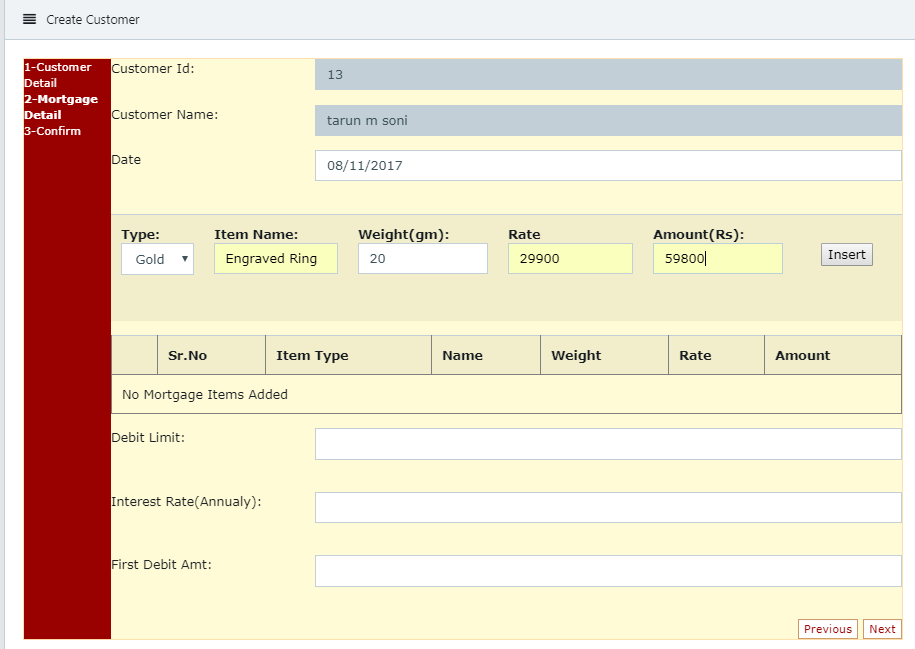 Create Customer
1-Customer
Detail
2-Mortgage
Detail
3-Confirm
Customer Id:
13
Customer Name:
tarun m soni
Date
08/11/2017
Type: Item Name: Weight(gm): Rate Amount(Rs):
Gold Engraved Ring 20 29900 59800 Insert
Sr.No Item Type Name Weight Rate Amount
No Mortgage Items Added
Debit Limit:
Interest Rate(Annualy):
First Debit Amt:
Previous Next